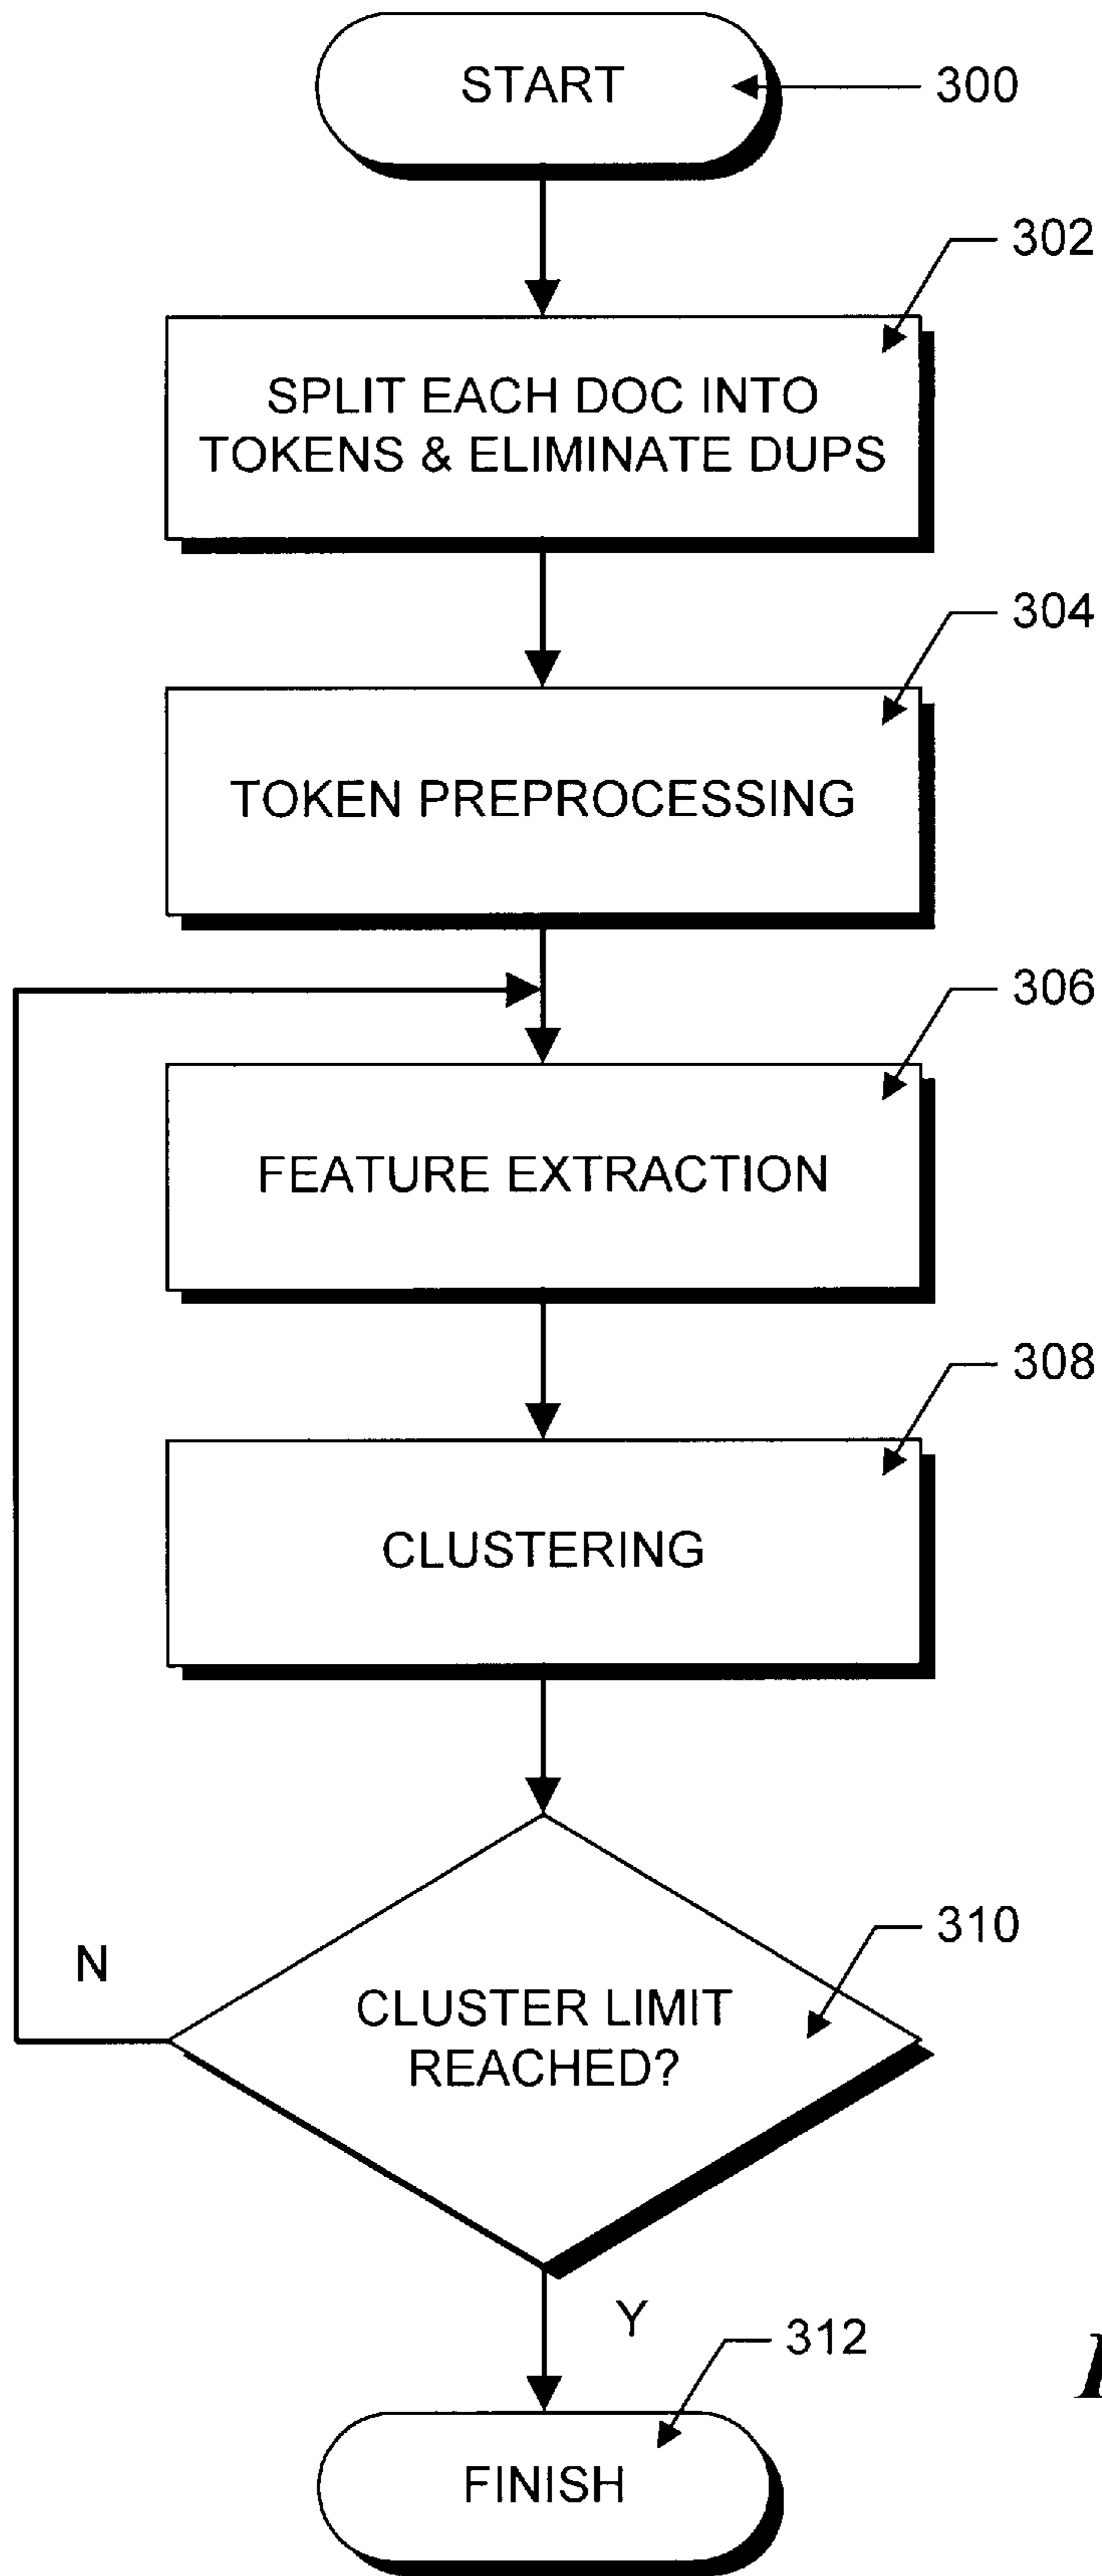 START
300
302
SPLIT EACH DOC INTO
TOKENS & ELIMINATE DUPS
304
TOKEN PREPROCESSING
306
FEATURE EXTRACTION
308
CLUSTERING
310
N
CLUSTER LIMIT
REACHED?
Y
312
FINISH